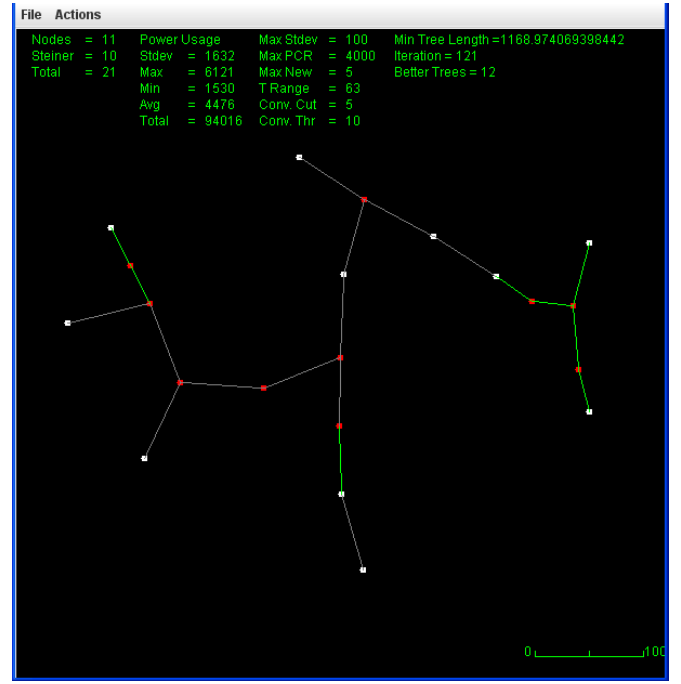 File Actions
Nodes = 11 Power Usage Max Stdev = 100 Min Tree Length =1168.974069398442
Steiner = 10 Stdev = 1632 Max PCR = 4000 Iteration = 121
Total = 21 Max = 6121 Max New = 5 Better Trees = 12
Min = 1530 T Range = 63
Avg = 4476 Conv. Cut = 5
Total = 94016 Conv. Thr = 10
0 100